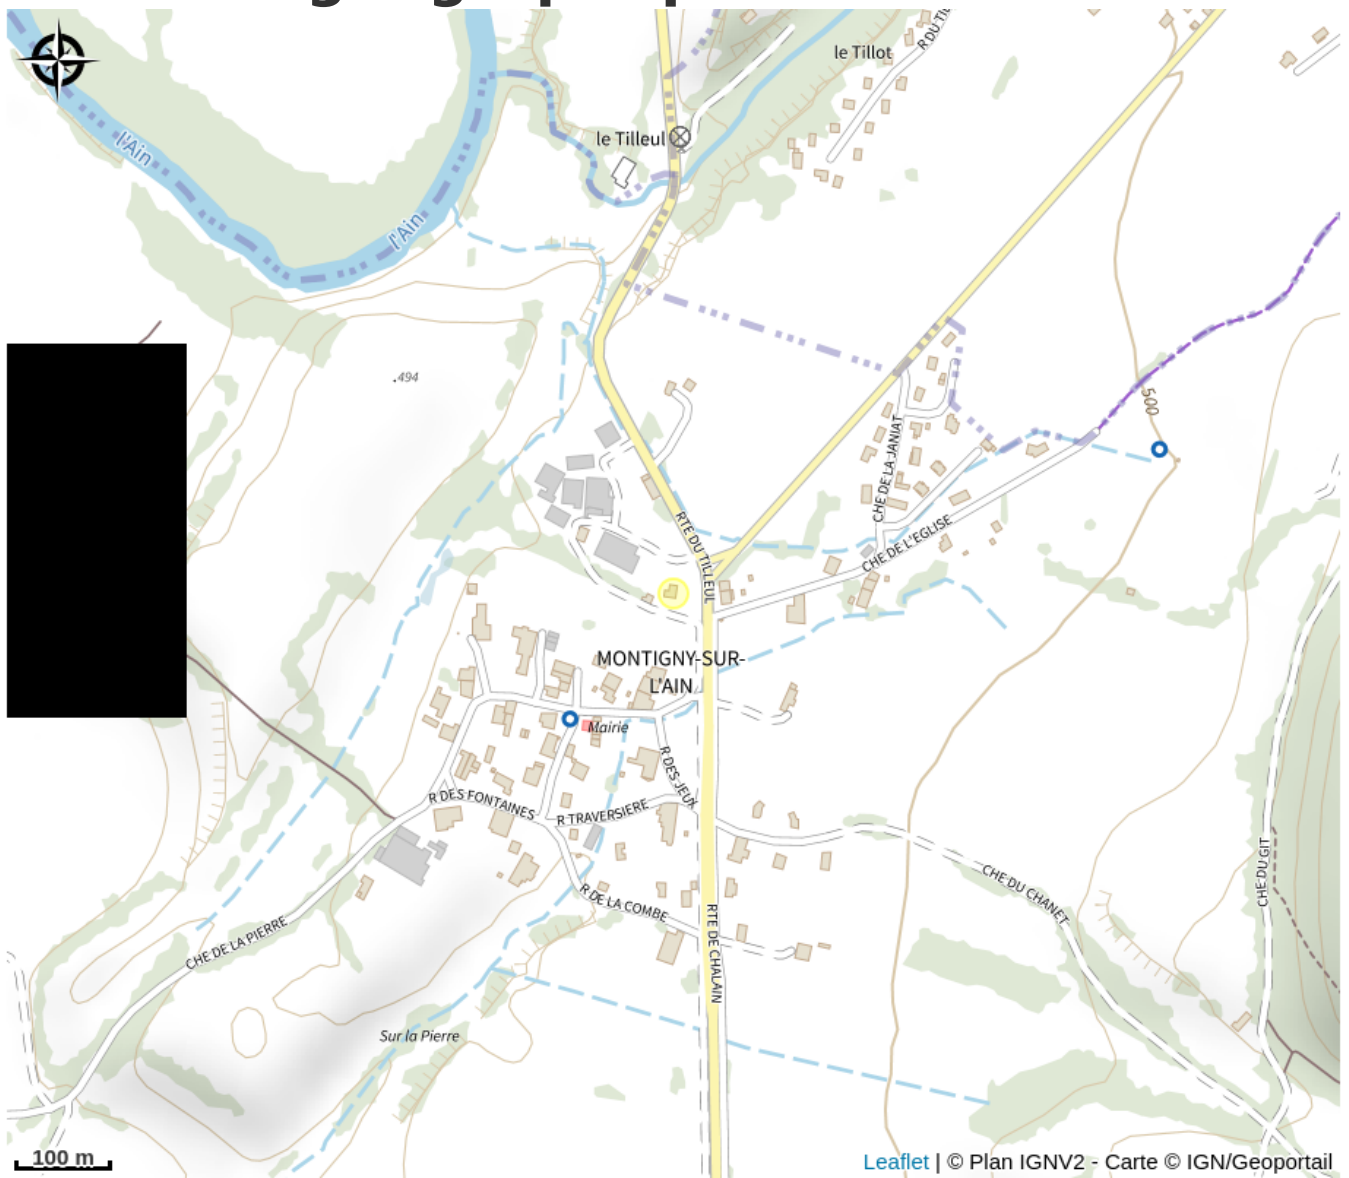 le Tillot
R DU TIL
l'Ain
le Tilleul
l'Ain
.494
500
CHE DE LA JANIAT
RTE DU TILLEUL
CHE DE L'EGLISE
MONTIGNY-SUR-
L'AIN
Mairie
R DES JEUX
R DES FONTAINES
R TRAVERSIERE
CHE DU GIT
CHE DU CHANET
R DE LA COMBE
RTE DE CHALAIN
CHE DE LA PIERRE
Sur la Pierre
100 m
Leaflet | © Plan IGNV2 - Carte © IGN/Geoportail